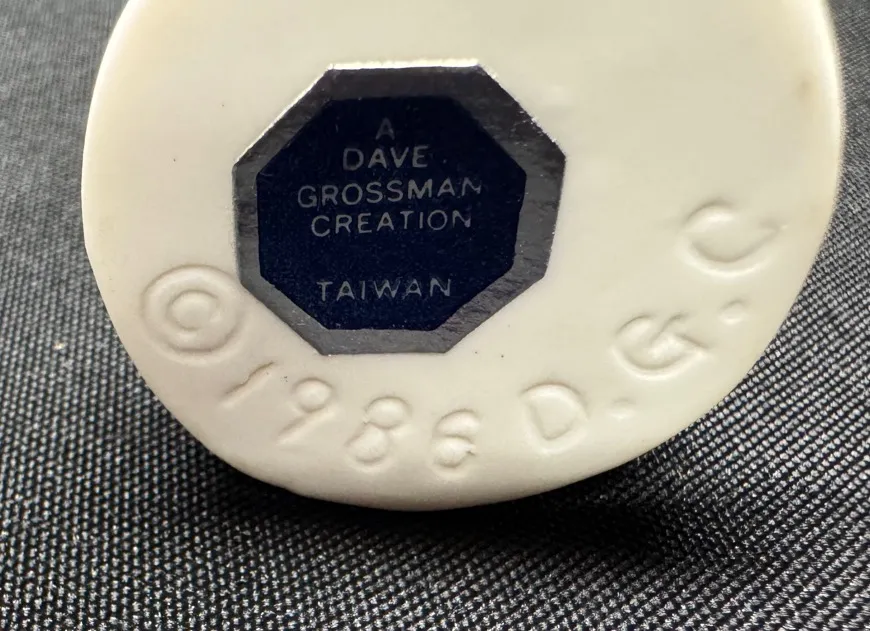 A
DAVE
GROSSMAN
CREATION
TAIWAN
©1986 D.G.C